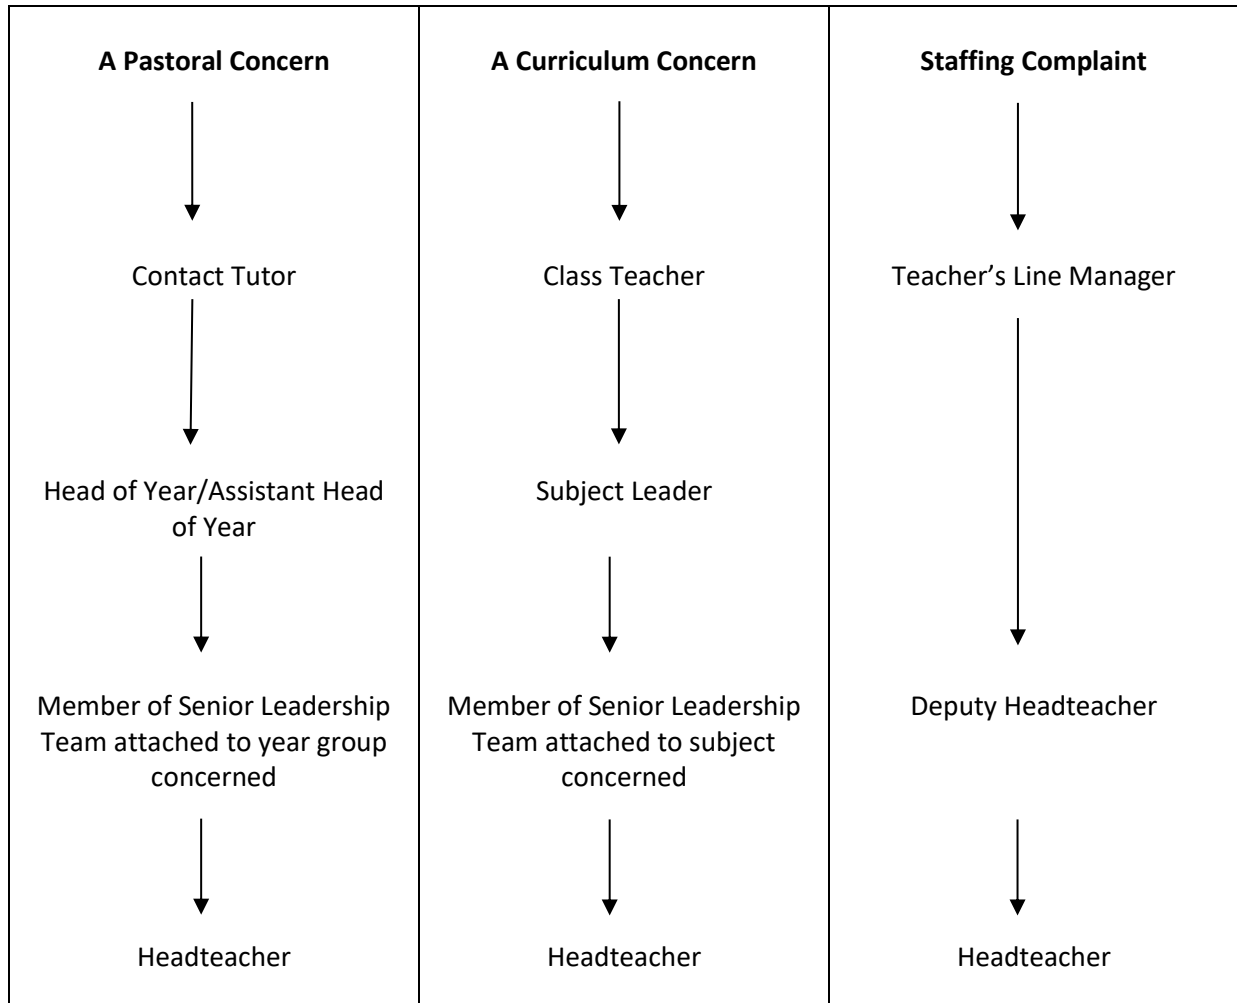 A Pastoral Concern
Contact Tutor
Head of Year/Assistant Head
of Year
Member of Senior Leadership
Team attached to year group
concerned
Headteacher
A Curriculum Concern
Class Teacher
Subject Leader
Member of Senior Leadership
Team attached to subject
concerned
Headteacher
Staffing Complaint
Teacher’s Line Manager
Deputy Headteacher
Headteacher